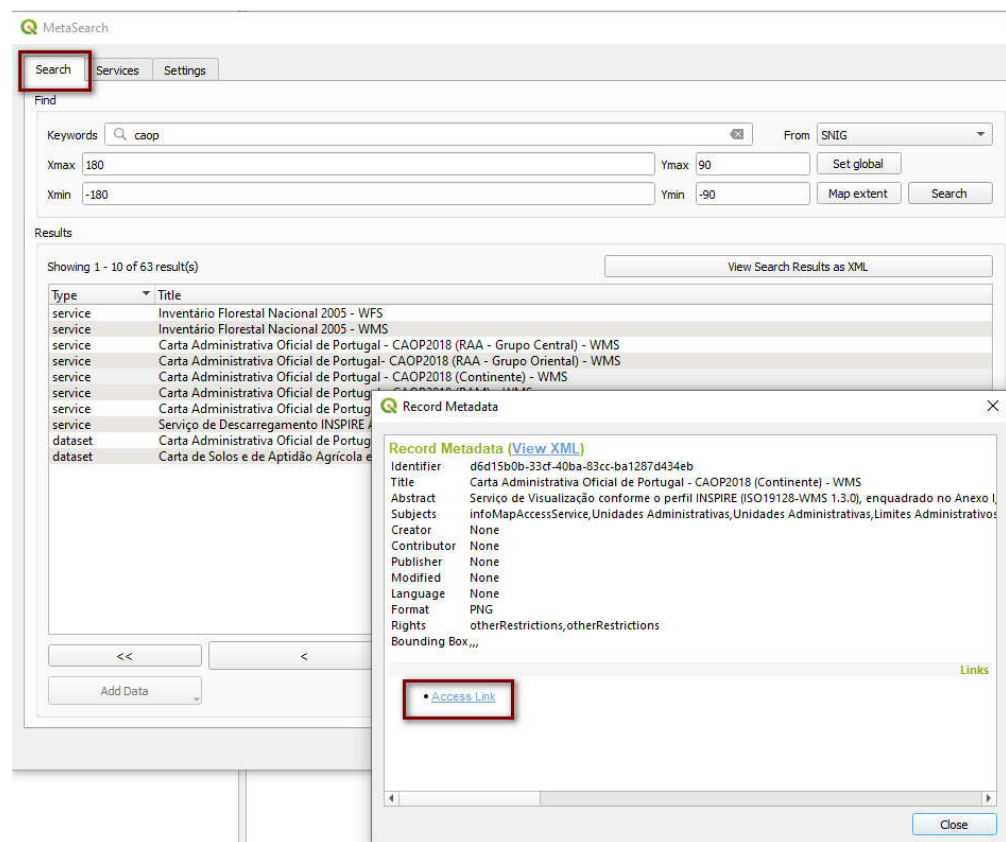 MetaSearch
Search Services Settings
Find
Keywords caop From SNIG
Xmax 180 Ymax 90 Set global
Xmin -180 Ymin -90 Map extent Search
Results
Showing 1 - 10 of 63 result(s) View Search Results as XML
Type Title
service Inventário Florestal Nacional 2005 - WFS
service Inventário Florestal Nacional 2005 - WMS
service Carta Administrativa Oficial de Portugal - CAOP2018 (RAA - Grupo Central) - WMS
service Carta Administrativa Oficial de Portugal- CAOP2018 (RAA - Grupo Oriental) - WMS
service Carta Administrativa Oficial de Portugal - CAOP2018 (Continente) - WMS
service Carta Administrativa Oficial de Portug
service Carta Administrativa Oficial de Portug
service Serviço de Descarregamento INSPIRE
dataset Carta Administrativa Oficial de Portug
dataset Carta de Solos e de Aptidão Agrícola e
<<
<
Add Data
Record Metadata
Record Metadata (View XML)
Identifier d6d15b0b-33cf-40ba-83cc-ba1287d434eb
Title Carta Administrativa Oficial de Portugal - CAOP2018 (Continente) - WMS
Abstract Serviço de Visualização conforme o perfil INSPIRE (ISO19128-WMS 1.3.0), enquadrado no Anexo I,
Subjects infoMapAccessService,Unidades Administrativas,Unidades Administrativas,Limites Administrativos
Creator None
Contributor None
Publisher None
Modified None
Language None
Format PNG
Rights otherRestrictions,otherRestrictions
Bounding Box,,,
Links
• Access Link
Close